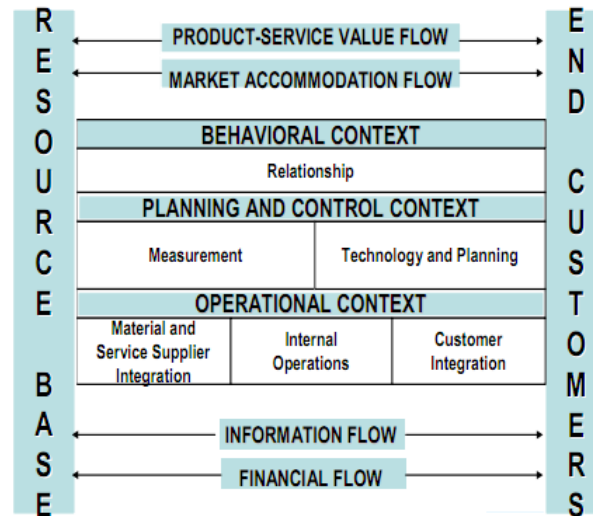 RESOURCE BASE
PRODUCT-SERVICE VALUE FLOW
MARKET ACCOMMODATION FLOW
BEHAVIORAL CONTEXT
Relationship
PLANNING AND CONTROL CONTEXT
Measurement
Technology and Planning
OPERATIONAL CONTEXT
Material and
Service Supplier
Integration
Internal
Operations
Customer
Integration
INFORMATION FLOW
FINANCIAL FLOW
END CUSTOMERS